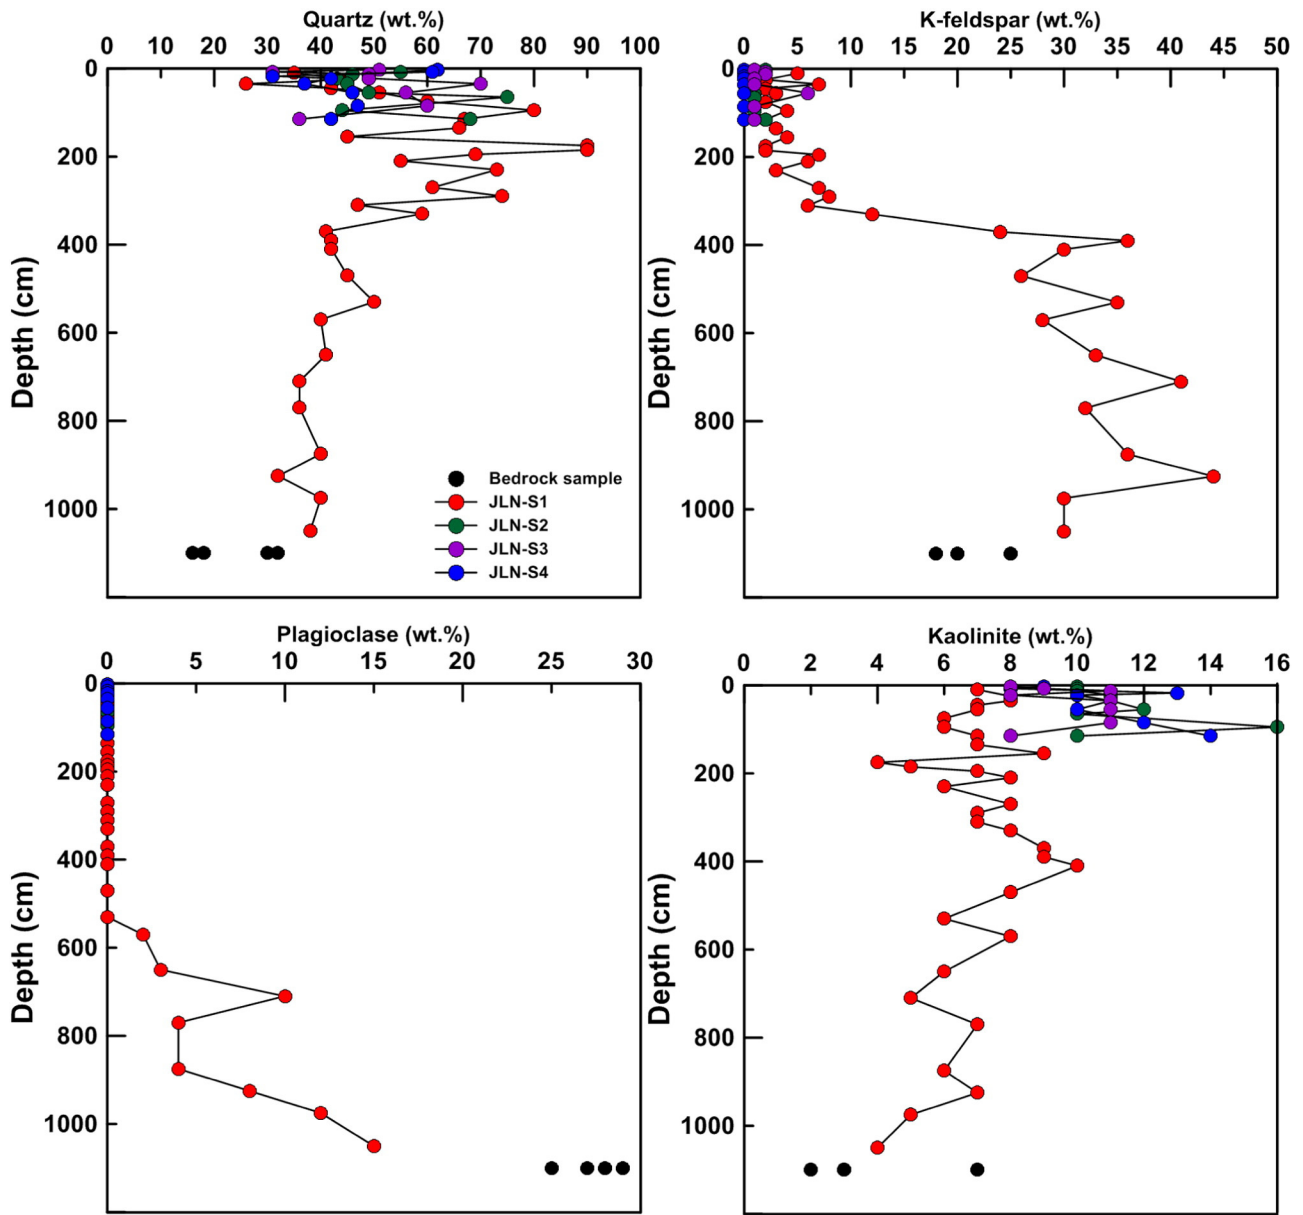 Quartz (wt.%)
0 10 20 30 40 50 60 70 80 90 100
0
200
400
600
800
1000
Depth (cm)
Bedrock sample
JLN-S1
JLN-S2
JLN-S3
JLN-S4
K-feldspar (wt.%)
0 5 10 15 20 25 30 35 40 45 50
0
200
400
600
800
1000
Depth (cm)
Plagioclase (wt.%)
0 5 10 15 20 25 30
0
200
400
600
800
1000
Depth (cm)
Kaolinite (wt.%)
0 2 4 6 8 10 12 14 16
0
200
400
600
800
1000
Depth (cm)